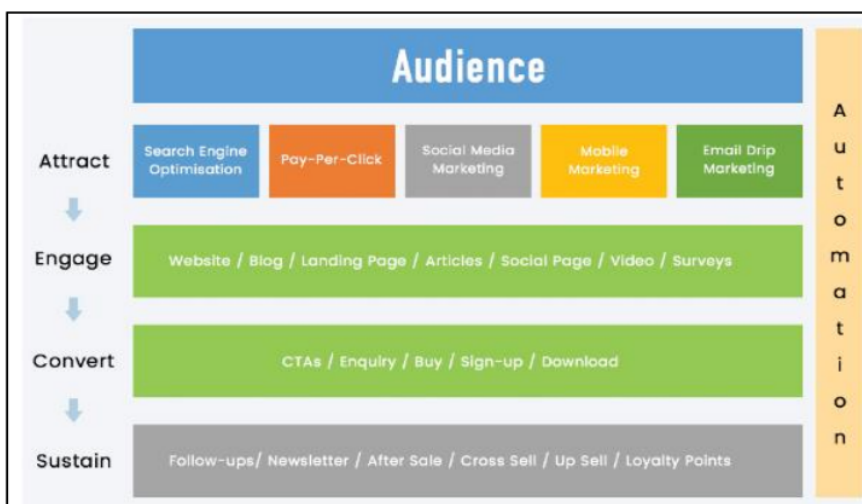 Audience
Attract
Search Engine
Optimisation
Pay-Per-Click
Social Media
Marketing
Mobile
Marketing
Email Drip
Marketing
Engage
Website / Blog / Landing Page / Articles / Social Page / Video / Surveys
Convert
CTAs / Enquiry / Buy / Sign-up / Download
Sustain
Follow-ups/ Newsletter / After Sale / Cross Sell / Up Sell / Loyalty Points
Automation